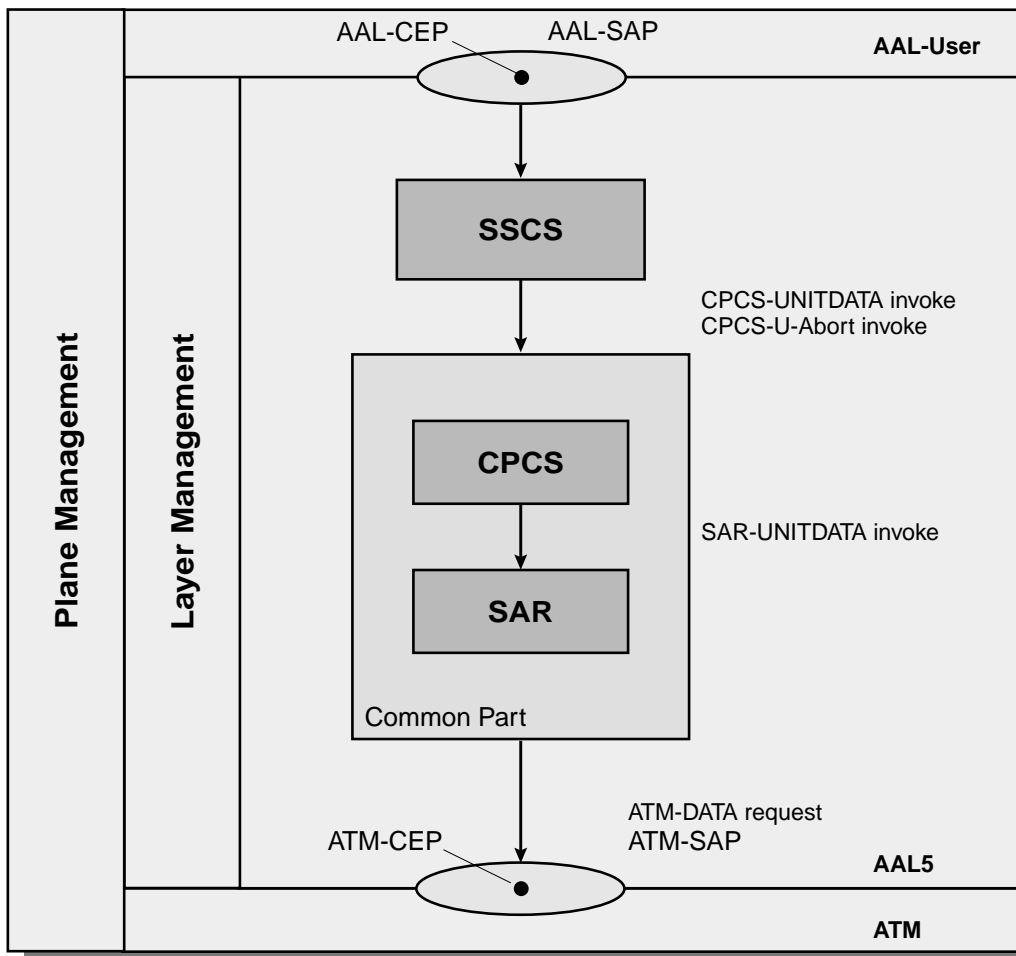 AAL-CEP
AAL-SAP
AAL-User
SSCS
CPCS-UNITDATA invoke
CPCS-U-Abort invoke
Plane Management
Layer Management
CPCS
SAR-UNITDATA invoke
SAR
Common Part
ATM-DATA request
ATM-CEP
ATM-SAP
AAL5
ATM